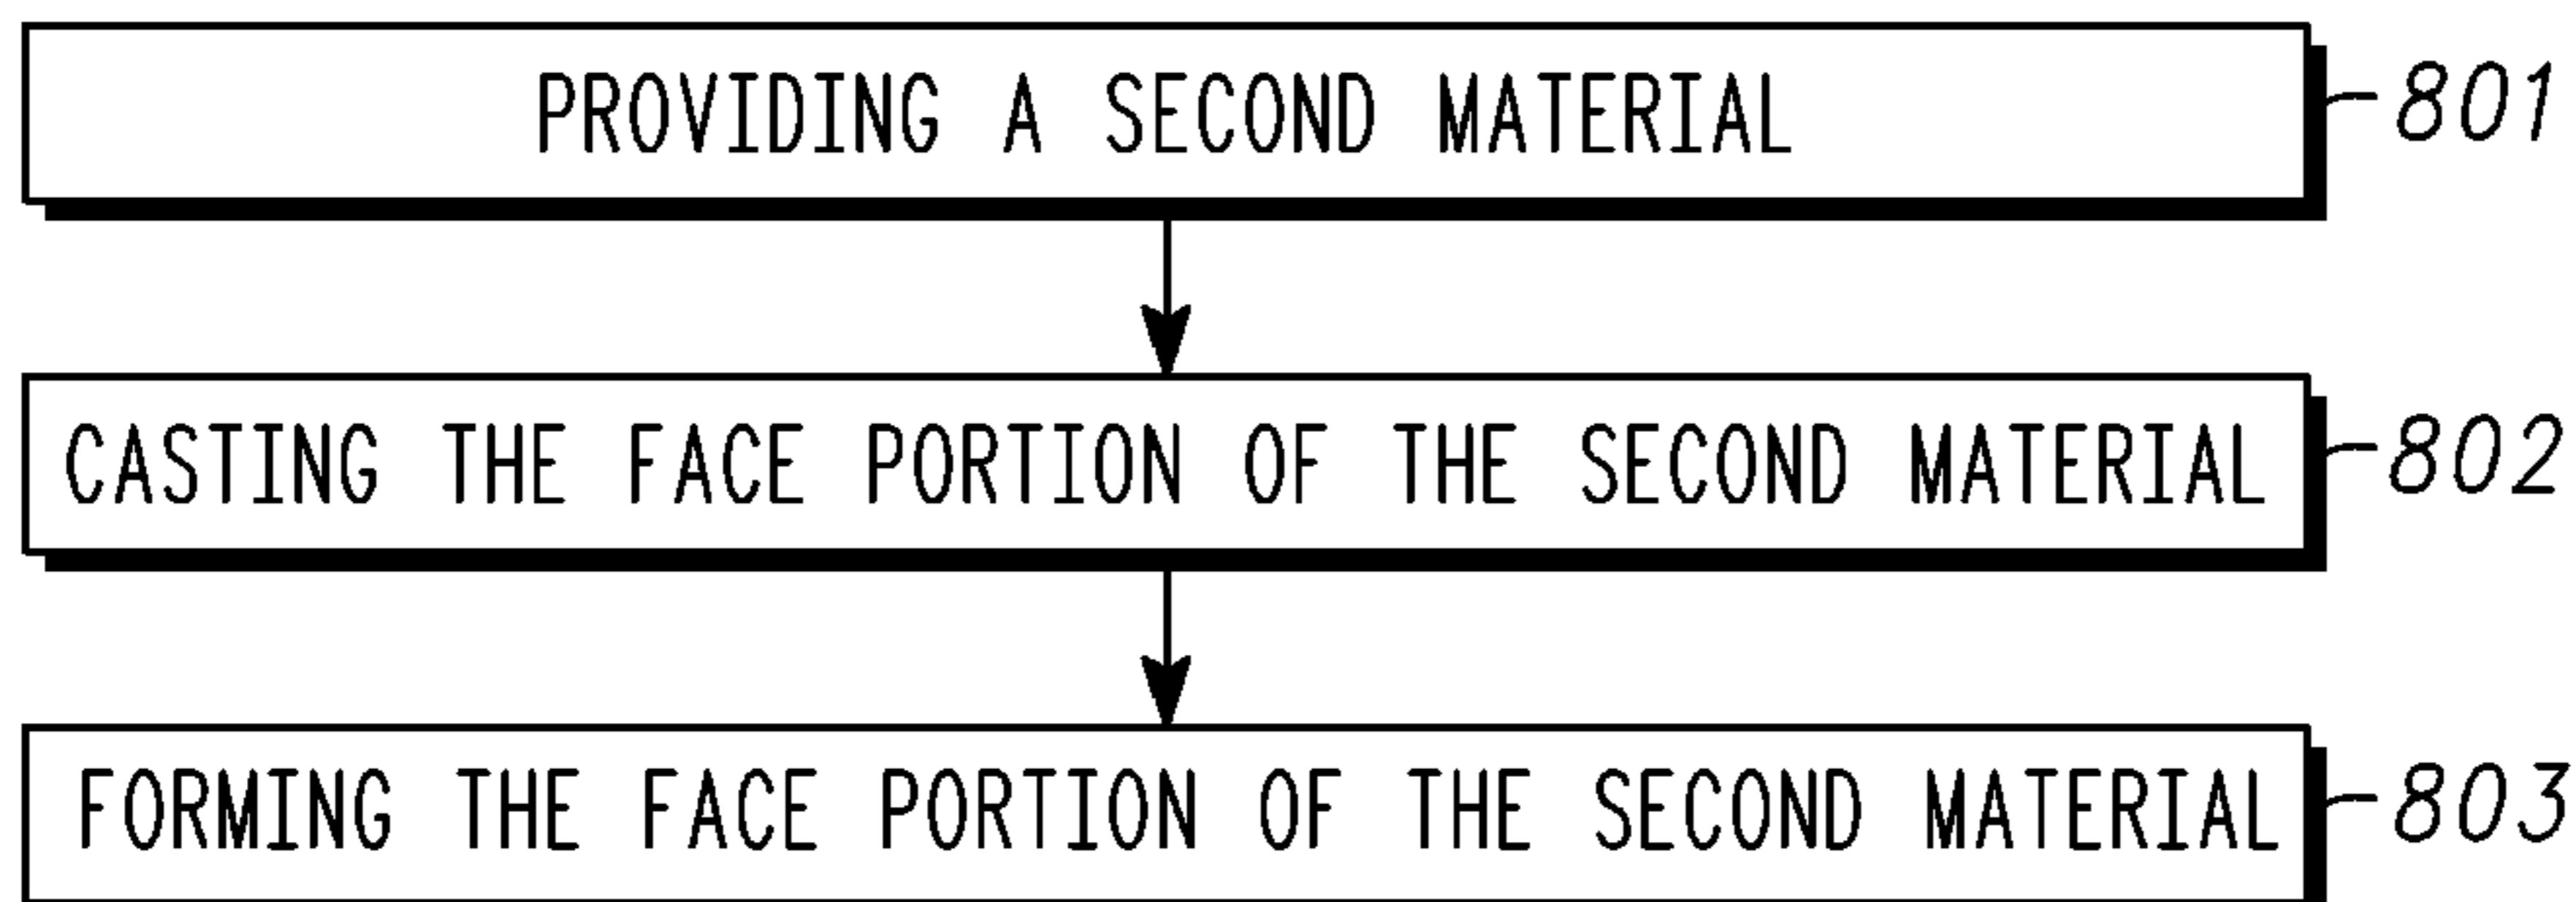 PROVIDING A SECOND MATERIAL 801
CASTING THE FACE PORTION OF THE SECOND MATERIAL 802
FORMING THE FACE PORTION OF THE SECOND MATERIAL 803